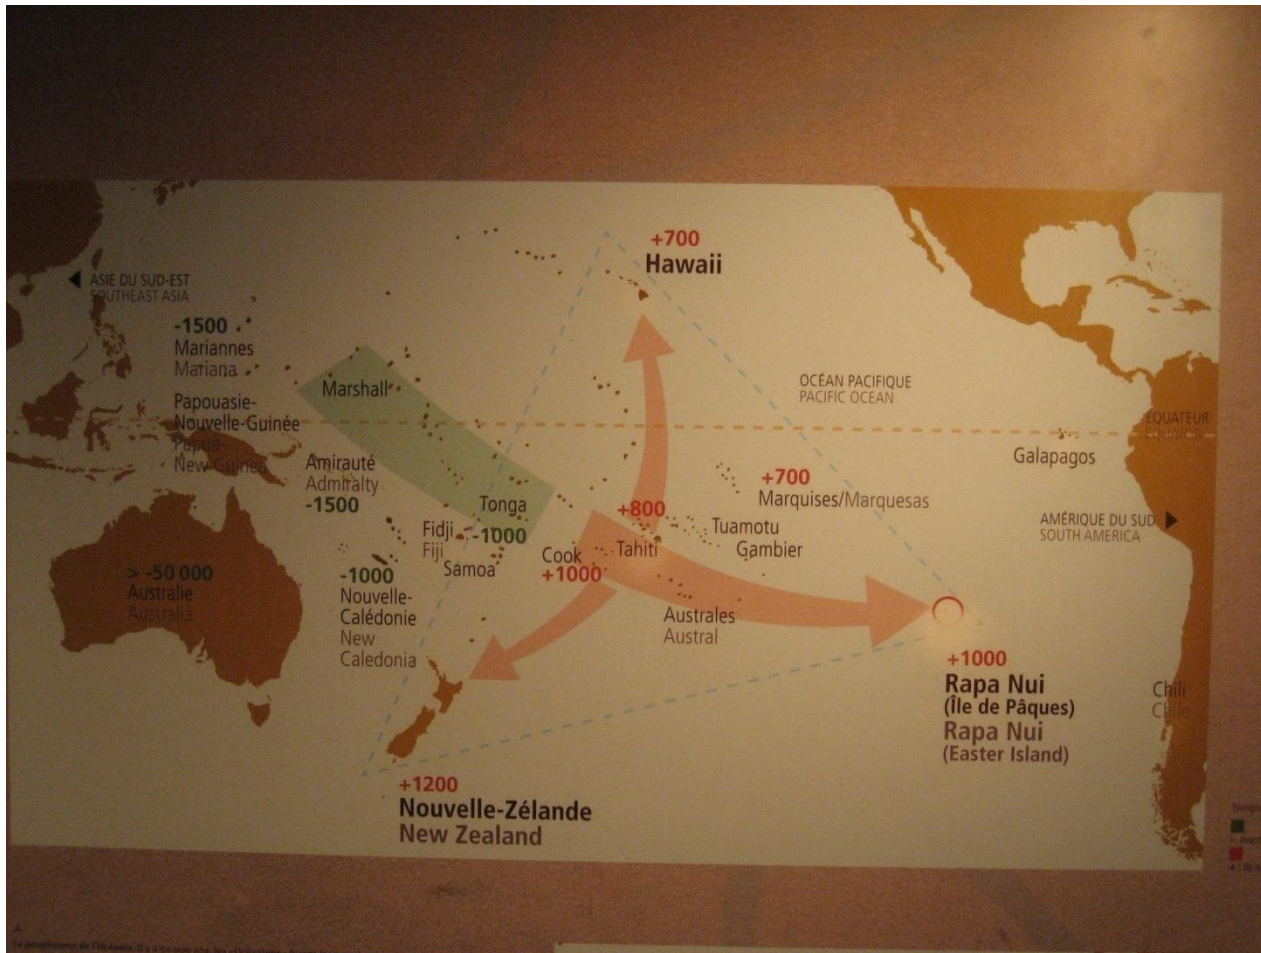 +700
Hawaii
ASIE DU SUD-EST
SOUTHEAST ASIA
-1500
Mariannes
Mariana
Marshall
OCÉAN PACIFIQUE
PACIFIC OCEAN
Papouasie-
Nouvelle-Guinée
Papua-
New Guinea
ÉQUATEUR
Galapagos
Amirauté
Admiralty
-1500
Tonga
-1000
+700
Marquises/Marquesas
+800
Tahiti
Tuamotu
Gambier
AMÉRIQUE DU SUD
SOUTH AMERICA
Fidji
Fiji
Samoa
Cook
+1000
> -50 000
Australie
Australia
-1000
Nouvelle-
Calédonie
New
Caledonia
Australes
Austral
+1000
Rapa Nui
(Île de Pâques)
Rapa Nui
(Easter Island)
Chili
Chile
+1200
Nouvelle-Zélande
New Zealand